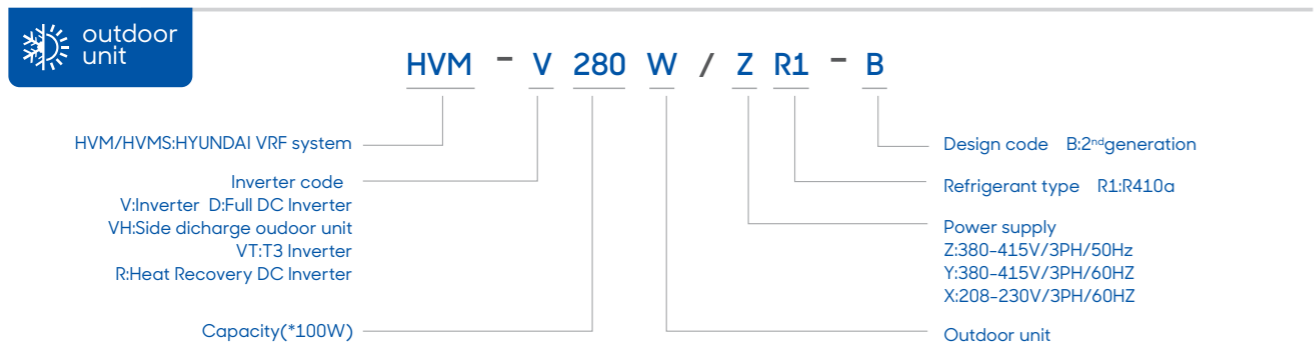 outdoor
unit
HVM - V 280 W / Z R1 - B
HVM/HVMS:HYUNDAI VRF system
Inverter code
V:Inverter D:Full DC Inverter
VH:Side dicharge oudoor unit
VT:T3 Inverter
R:Heat Recovery DC Inverter
Capacity(*100W)
Design code B:2ndgeneration
Refrigerant type R1:R410a
Power supply
Z:380-415V/3PH/50Hz
Y:380-415V/3PH/60HZ
X:208-230V/3PH/60HZ
Outdoor unit